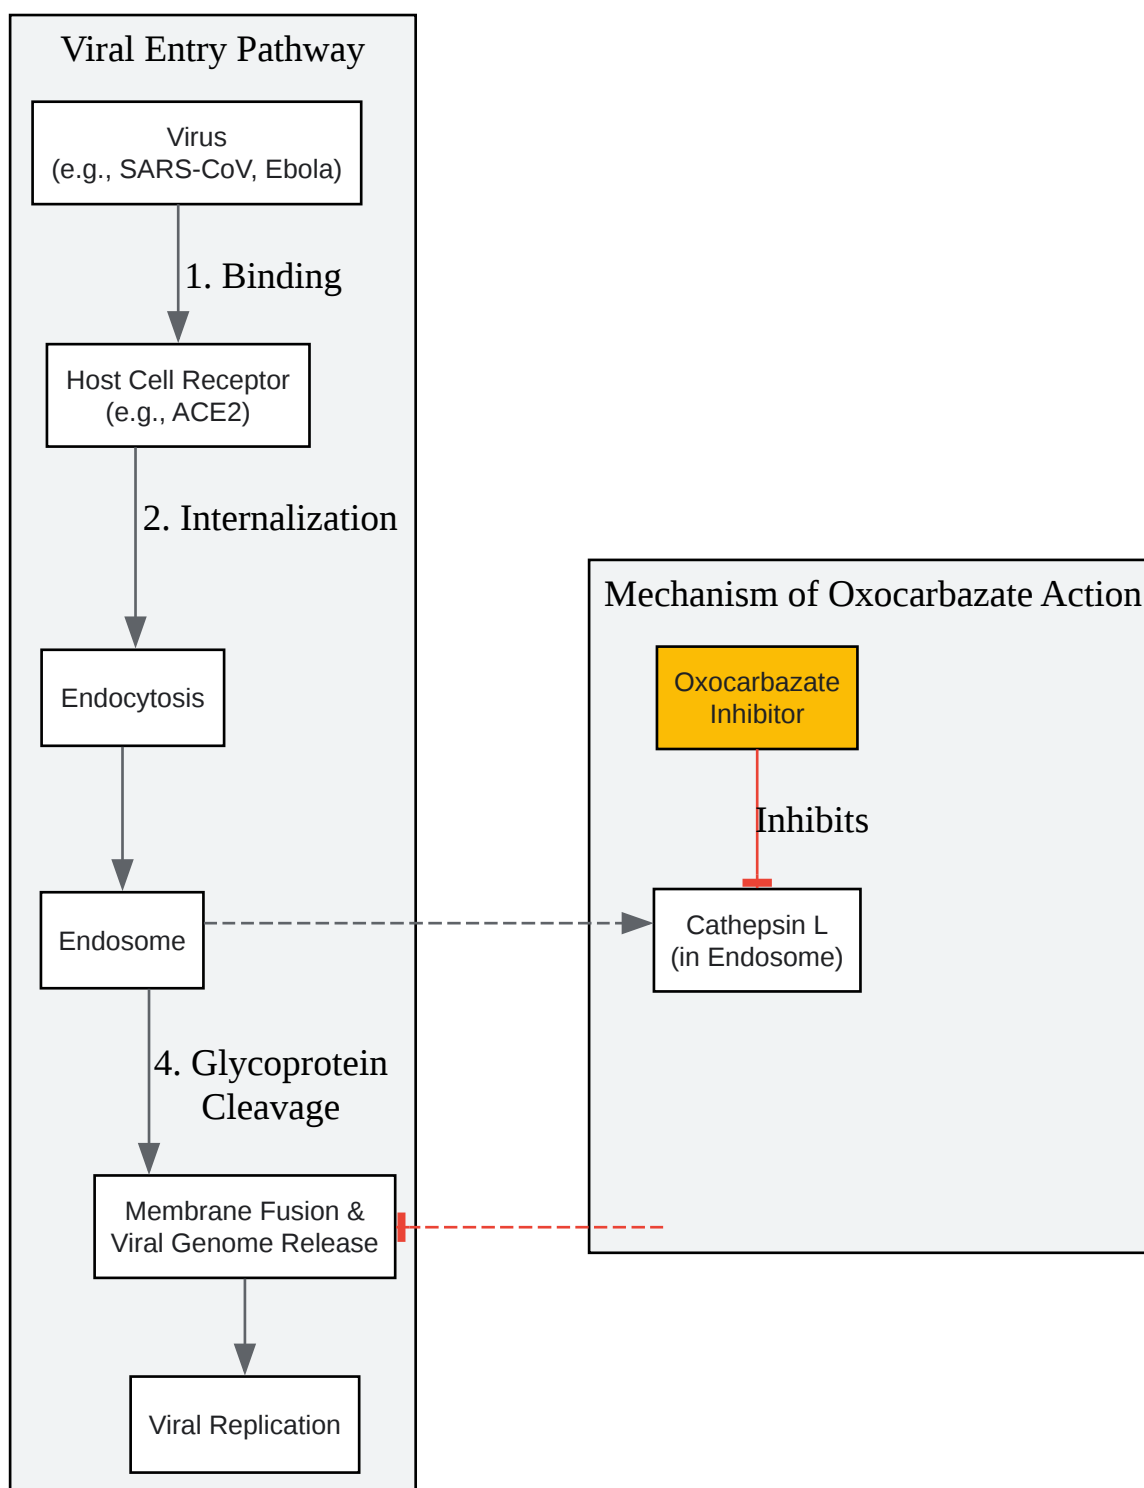 Viral Entry Pathway
Virus
(e.g., SARS-CoV, Ebola)
1. Binding
Host Cell Receptor
(e.g., ACE2)
2. Internalization
Endocytosis
Endosome
4. Glycoprotein
Cleavage
Membrane Fusion &
Viral Genome Release
Viral Replication
Mechanism of Oxocarbazate Action
Oxocarbazate
Inhibitor
Inhibits
Cathepsin L
(in Endosome)